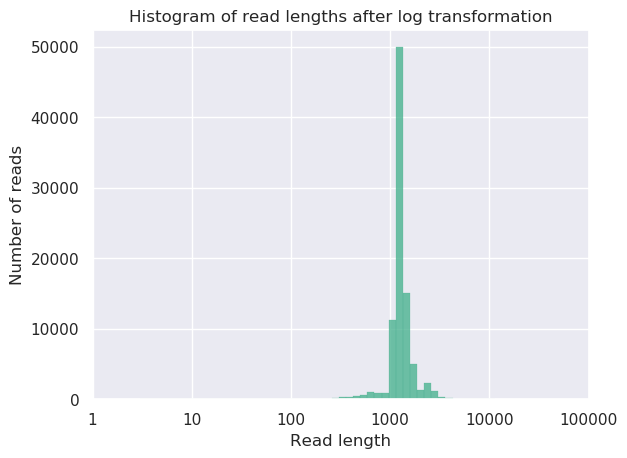 Histogram of read lengths after log transformation
50000
40000
30000
20000
10000
0
Number of reads
1 10 100 1000 10000 100000
Read length